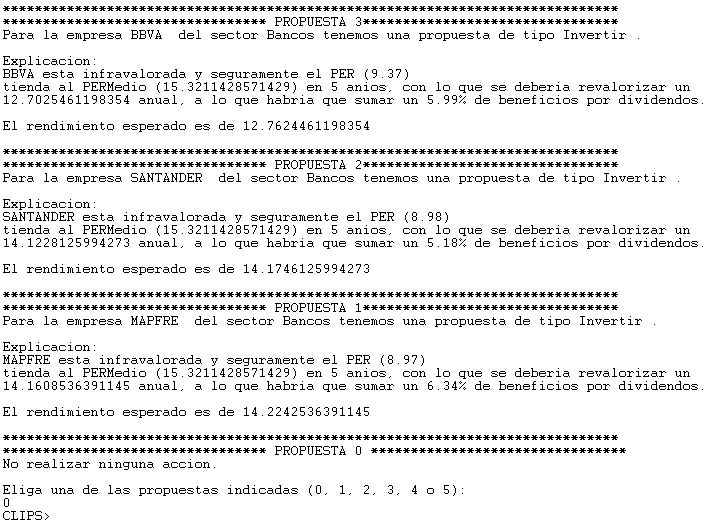 *****************************************************************************
********************************* PROPUESTA 3********************************
Para la empresa BBVA  del sector Bancos tenemos una propuesta de tipo Invertir .
Explicacion:
BBVA esta infravalorada y seguramente el PER (9.37)
tienda al PERMedio (15.3211428571429) en 5 anios, con lo que se deberia revalorizar un
12.7025461198354 anual, a lo que habria que sumar un 5.99% de beneficios por dividendos.
El rendimiento esperado es de 12.7624461198354
*****************************************************************************
********************************* PROPUESTA 2********************************
Para la empresa SANTANDER  del sector Bancos tenemos una propuesta de tipo Invertir .
Explicacion:
SANTANDER esta infravalorada y seguramente el PER (8.98)
tienda al PERMedio (15.3211428571429) en 5 anios, con lo que se deberia revalorizar un
14.1228125994273 anual, a lo que habria que sumar un 5.18% de beneficios por dividendos.
El rendimiento esperado es de 14.1746125994273
*****************************************************************************
********************************* PROPUESTA 1********************************
Para la empresa MAPFRE  del sector Bancos tenemos una propuesta de tipo Invertir .
Explicacion:
MAPFRE esta infravalorada y seguramente el PER (8.97)
tienda al PERMedio (15.3211428571429) en 5 anios, con lo que se deberia revalorizar un
14.1608536391145 anual, a lo que habria que sumar un 6.34% de beneficios por dividendos.
El rendimiento esperado es de 14.2242536391145
*****************************************************************************
********************************* PROPUESTA 0 ********************************
No realizar ninguna accion.
Eliga una de las propuestas indicadas (0, 1, 2, 3, 4 o 5):
0
CLIPS>